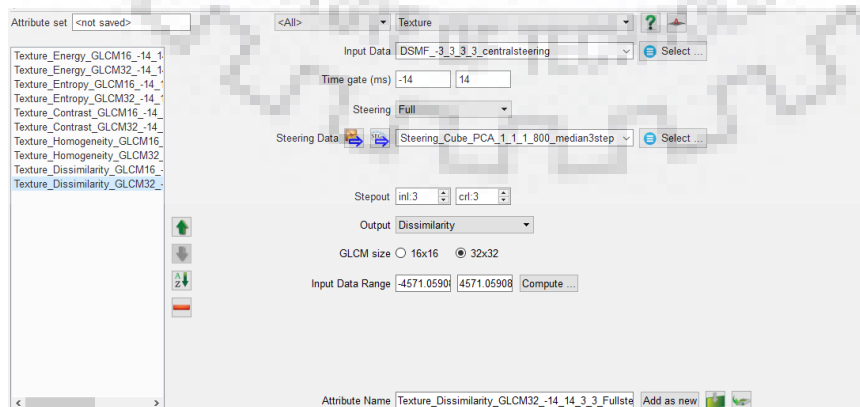 Attribute set <not saved> <All> Texture ?
Input Data DSMF_-3_3_3_3_centralsteering Select ...
Time gate (ms) -14 14
Steering Full
Steering Data Steering_Cube_PCA_1_1_1_800_median3step Select ...
Stepout inl:3 crl:3
Output Dissimilarity
GLCM size 16x16 32x32
Input Data Range -4571.0590 4571.05908 Compute ...
Attribute Name Texture_Dissimilarity_GLCM32_-14_14_3_3_Fullste Add as new
Texture_Energy_GLCM16_-14_1
Texture_Energy_GLCM32_-14_1
Texture_Entropy_GLCM16_-14_1
Texture_Entropy_GLCM32_-14_1
Texture_Contrast_GLCM16_-14_
Texture_Contrast_GLCM32_-14_
Texture_Homogeneity_GLCM16_
Texture_Homogeneity_GLCM32_
Texture_Dissimilarity_GLCM16_-
Texture_Dissimilarity_GLCM32_-
A
Z